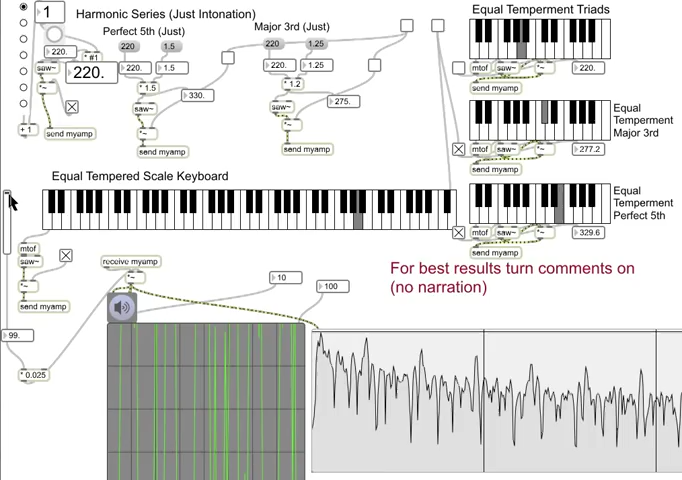 1
Harmonic Series (Just Intonation)
Perfect 5th (Just)
Major 3rd (Just)
Equal Temperment Triads
220.
* #1
220.
saw~
*~
+ 1
send myamp
220
1.5
220.
1.5
* 1.5
saw~
330.
*~
send myamp
220
1.25
220.
1.25
* 1.2
saw~
275.
*~
send myamp
mtof
saw~
*~
220.
send myamp
Equal
Temperment
Major 3rd
mtof
saw~
*~
277.2
send myamp
Equal
Temperment
Perfect 5th
mtof
saw~
*~
329.6
send myamp
Equal Tempered Scale Keyboard
mtof
saw~
*~
send myamp
receive myamp
*~
10
100
99.
* 0.025
For best results turn comments on
(no narration)